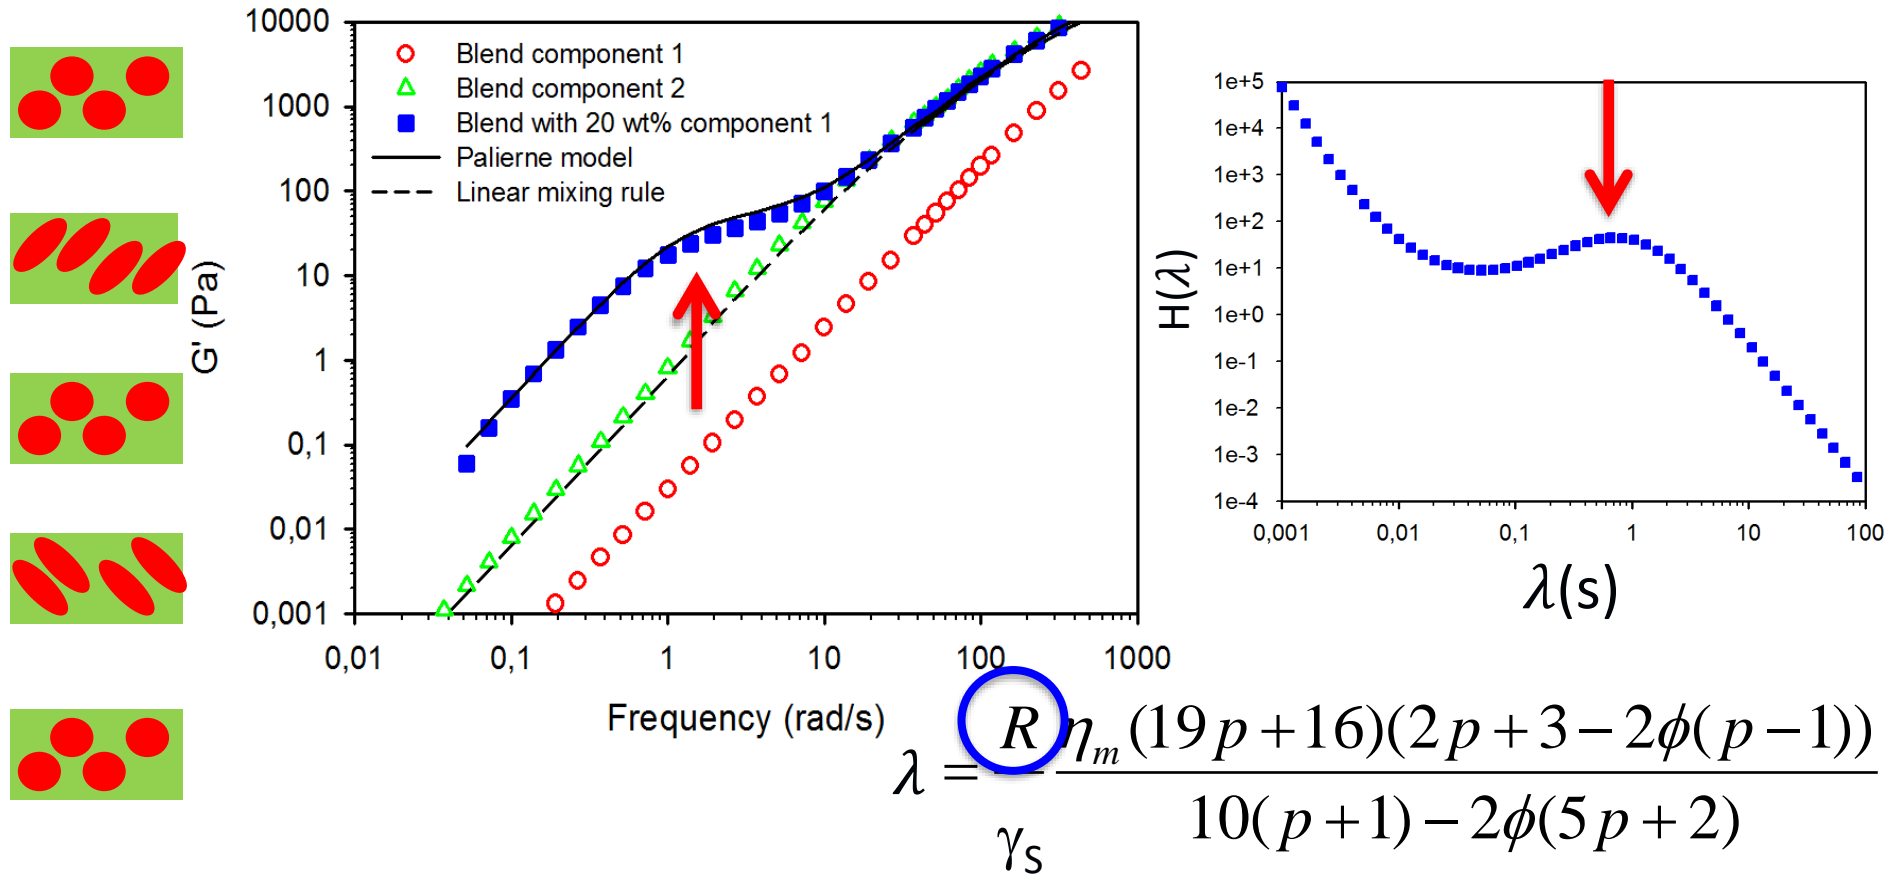 10000
1000
100
10
1
0,1
0,01
0,001
G' (Pa)
Blend component 1
Blend component 2
Blend with 20 wt% component 1
Palierne model
Linear mixing rule
0,01 0,1 1 10 100 1000
Frequency (rad/s)
1e+5
1e+4
1e+3
1e+2
1e+1
1e+0
1e-1
1e-2
1e-3
1e-4
H(λ)
0,001 0,01 0,1 1 10 100
λ(s)
λ = R/γs ηm(19p+16)(2p+3−2ϕ(p−1))
10(p+1)−2ϕ(5p+2)